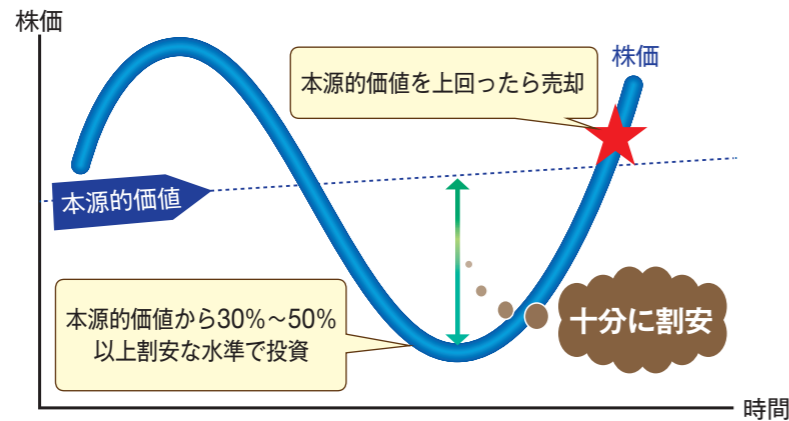 株価
本源的価値を上回ったら売却
株価
本源的価値
本源的価値から30%～50%
以上割安な水準で投資
十分に割安
時間